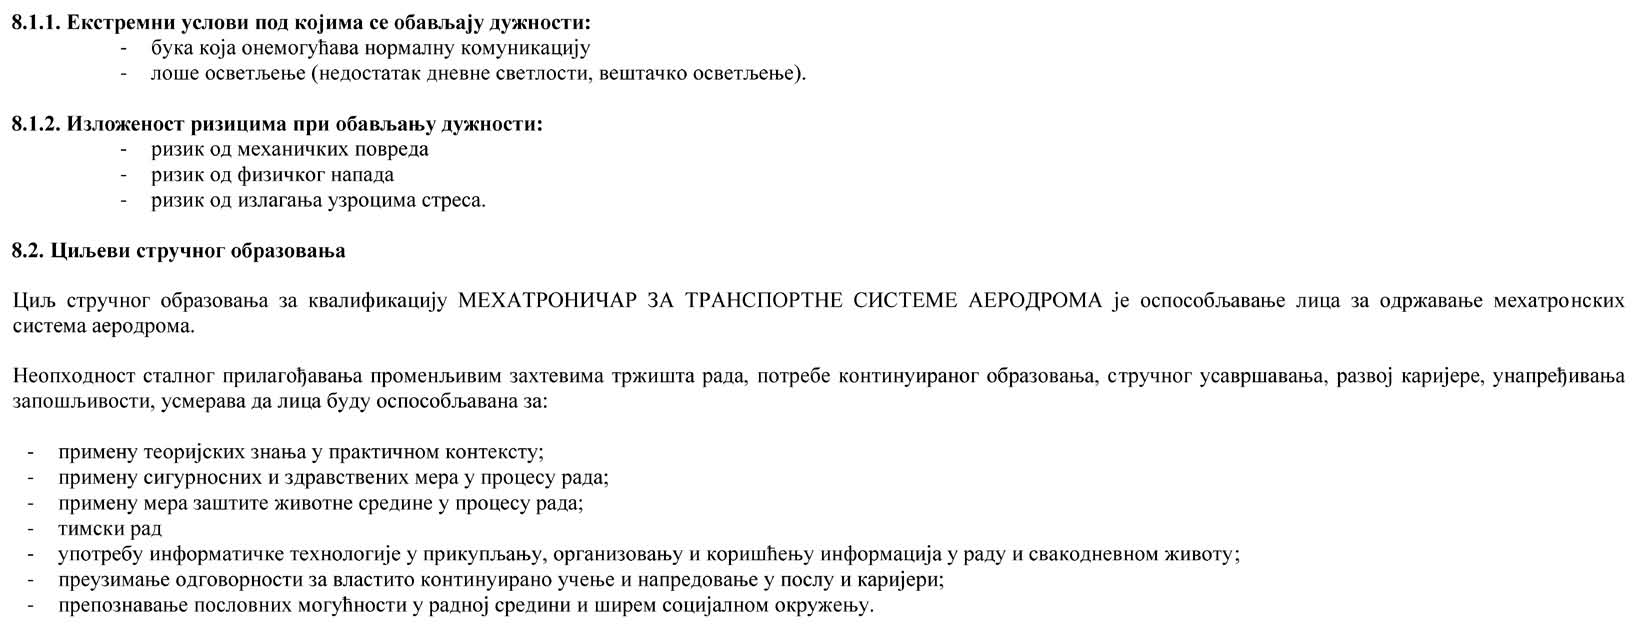 8.1.1. Екстремни услови под којима се обављају дужности:
- бука која онемогућава нормалну комуникацију
- лоше осветљење (недостатак дневне светлости, вештачко осветљење).
8.1.2. Изложеност ризицима при обављању дужности:
- ризик од механичких повреда
- ризик од физичког напада
- ризик од излагања узроцима стреса.
8.2. Циљеви стручног образовања
Циљ стручног образовања за квалификацију МЕХАТРОНИЧАР ЗА ТРАНСПОРТНЕ СИСТЕМЕ АЕРОДРОМА је оспособљавање лица за одржавање мехатронских
система аеродрома.
Неопходност сталног прилагођавања променљивим захтевима тржишта рада, потребе континуираног образовања, стручног усавршавања, развој каријере, унапређивања
запошљивости, усмерава да лица буду оспособљавана за:
- примену теоријских знања у практичном контексту;
- примену сигурносних и здравствених мера у процесу рада;
- примену мера заштите животне средине у процесу рада;
- тимски рад
- употребу информатичке технологије у прикупљању, организовању и коришћењу информација у раду и свакодневном животу;
- преузимање одговорности за властито континуирано учење и напредовање у послу и каријери;
- препознавање пословних могућности у радној средини и ширем социјалном окружењу.